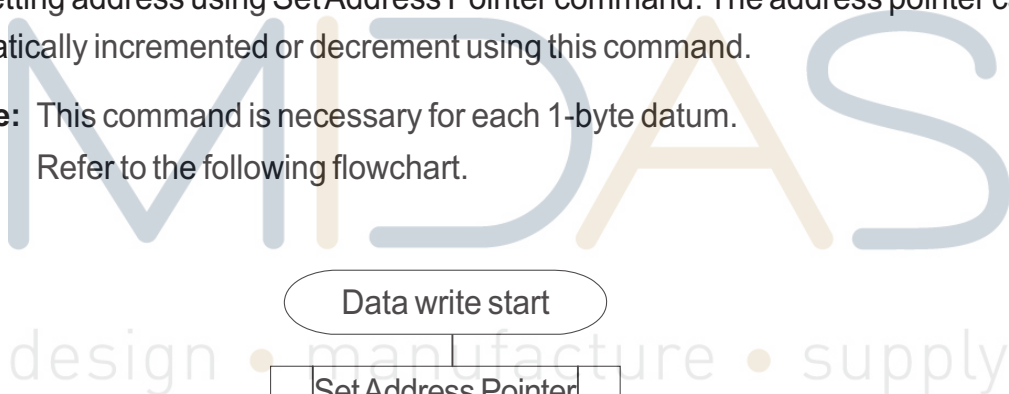 etting address using Set Address Pointer command. The address pointer c
atically incremented or decrement using this command.
e: This command is necessary for each 1-byte datum.
Refer to the following flowchart.
MIDAS
Data write start
design • manufacture • supply
Set Address Pointer